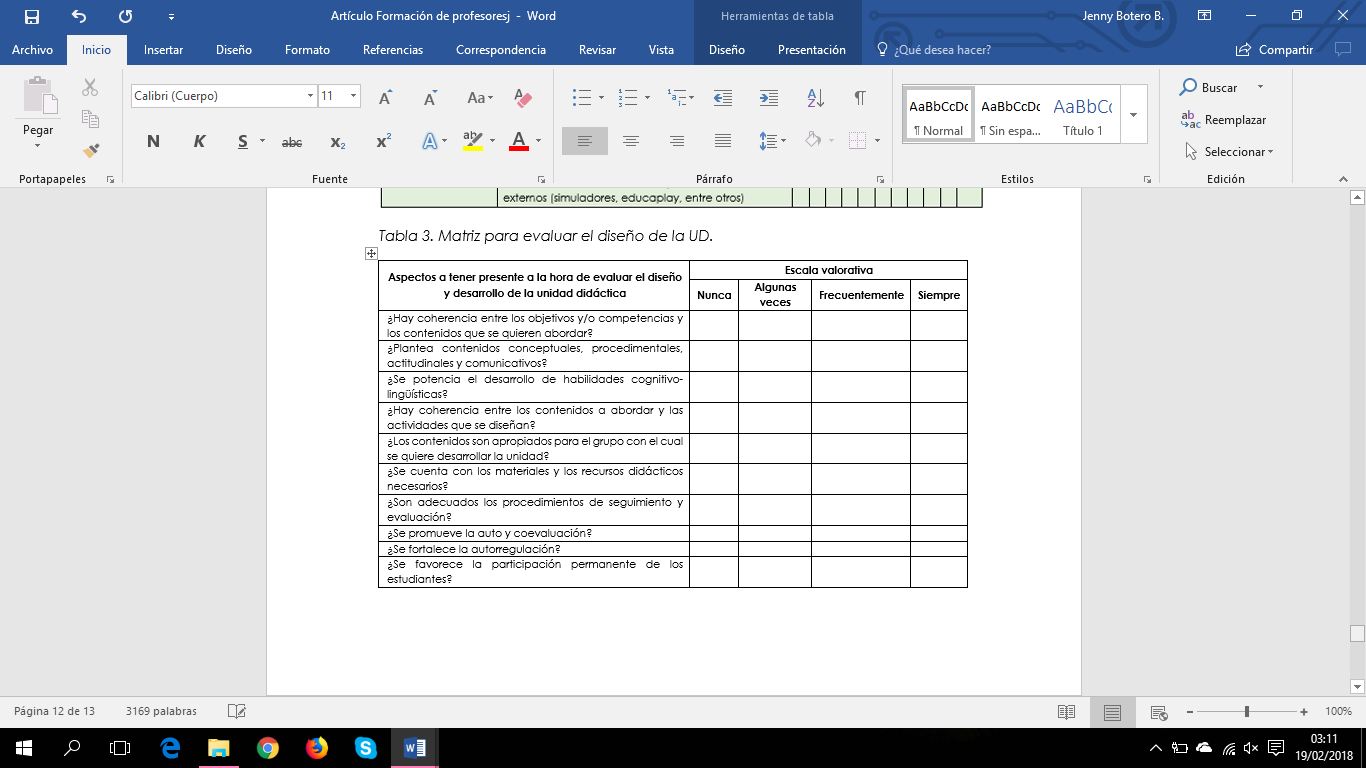 Artículo Formación de profesoresj - Word
Herramientas de tabla
Jenny Botero B.
Archivo
Inicio
Insertar
Diseño
Formato
Referencias
Correspondencia
Revisar
Vista
Diseño
Presentación
¿Qué desea hacer?
Compartir
Pegar
Calibri (Cuerpo)
11
Aa
N K S abc x₂ x² A ab A
AaBbCcDc AaBbCcDc AaBbCc
¶ Normal ¶ Sin espa... Título 1
Buscar
Reemplazar
Seleccionar
Portapapeles
Fuente
Párrafo
Estilos
Edición
externos (simuladores, educaplay, entre otros)
Tabla 3. Matriz para evaluar el diseño de la UD.
Aspectos a tener presente a la hora de evaluar el diseño
y desarrollo de la unidad didáctica
Escala valorativa
Nunca
Algunas
veces
Frecuentemente
Siempre
¿Hay coherencia entre los objetivos y/o competencias y
los contenidos que se quieren abordar?
¿Plantea contenidos conceptuales, procedimentales,
actitudinales y comunicativos?
¿Se potencia el desarrollo de habilidades cognitivo-
lingüísticas?
¿Hay coherencia entre los contenidos a abordar y las
actividades que se diseñan?
¿Los contenidos son apropiados para el grupo con el cual
se quiere desarrollar la unidad?
¿Se cuenta con los materiales y los recursos didácticos
necesarios?
¿Son adecuados los procedimientos de seguimiento y
evaluación?
¿Se promueve la auto y coevaluación?
¿Se fortalece la autorregulación?
¿Se favorece la participación permanente de los
estudiantes?
Página 12 de 13
3169 palabras
100%
03:11
19/02/2018